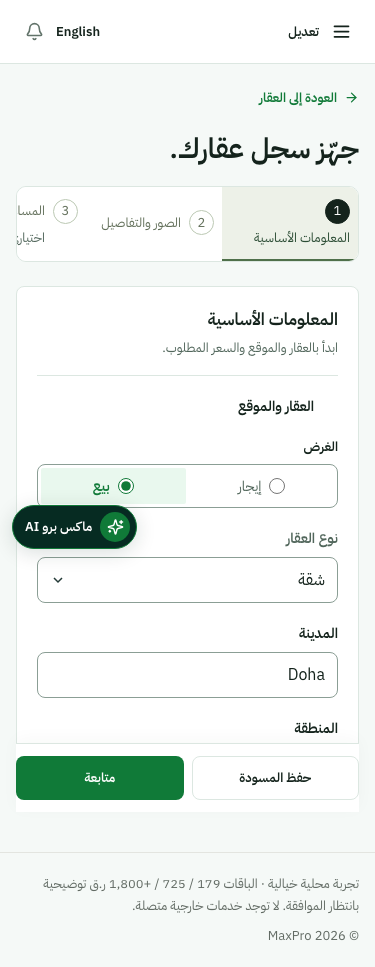 تعديل
English
العودة إلى العقار
جهّز سجل عقارك.
1
المعلومات الأساسية
2
الصور والتفاصيل
3
المسا
اختيار
المعلومات الأساسية
ابدأ بالعقار والموقع والسعر المطلوب.
العقار والموقع
الغرض
إيجار
بيع
ماكس برو AI
نوع العقار
شقة
المدينة
Doha
المنطقة
حفظ المسودة
متابعة
تجربة محلية خيالية · الباقات 179 / 725 / +1,800 ر.ق توضيحية
بانتظار الموافقة. لا توجد خدمات خارجية متصلة.
© 2026 MaxPro